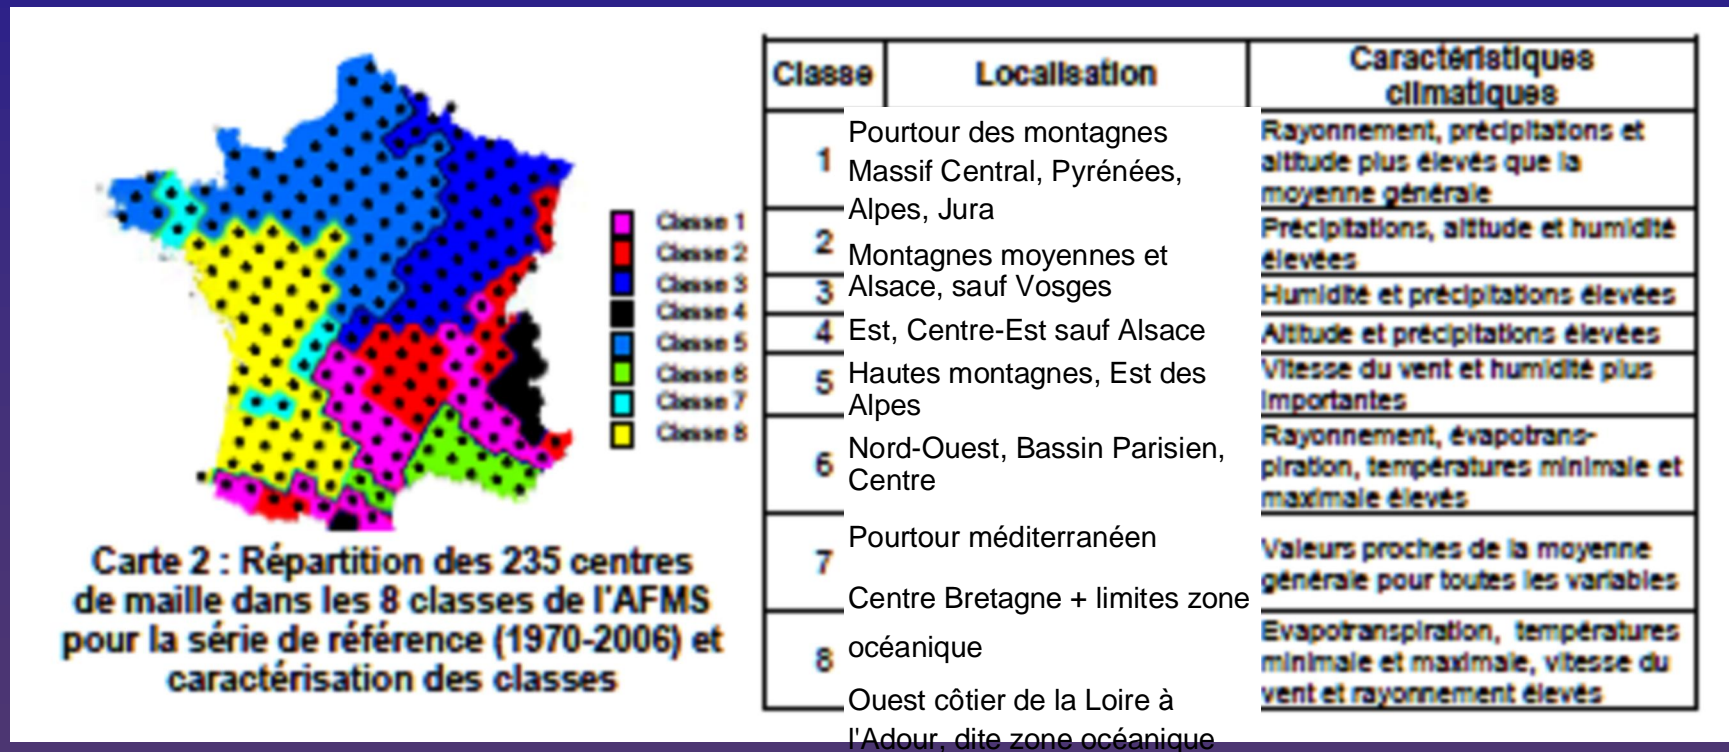 Classe 1
Classe 2
Classe 3
Classe 4
Classe 5
Classe 6
Classe 7
Classe 8
Carte 2 : Répartition des 235 centres
de maille dans les 8 classes de l'AFMS
pour la série de référence (1970-2006) et
caractérisation des classes
Classe
Localisation
Caractéristiques
climatiques
1
Pourtour des montagnes
Massif Central, Pyrénées,
Alpes, Jura
Rayonnement, précipitations et
altitude plus élevés que la
moyenne générale
2
Montagnes moyennes et
Alsace, sauf Vosges
Précipitations, altitude et humidité
élevées
3
Est, Centre-Est sauf Alsace
Humidité et précipitations élevées
4
Hautes montagnes, Est des
Alpes
Altitude et précipitations élevées
5
Nord-Ouest, Bassin Parisien,
Centre
Vitesse du vent et humidité plus
importantes
6
Pourtour méditerranéen
Rayonnement, évapotrans-
piration, températures minimale et
maximale élevés
7
Centre Bretagne + limites zone
océanique
Valeurs proches de la moyenne
générale pour toutes les variables
8
Ouest côtier de la Loire à
l'Adour, dite zone océanique
Evapotranspiration, températures
minimale et maximale, vitesse du
vent et rayonnement élevés